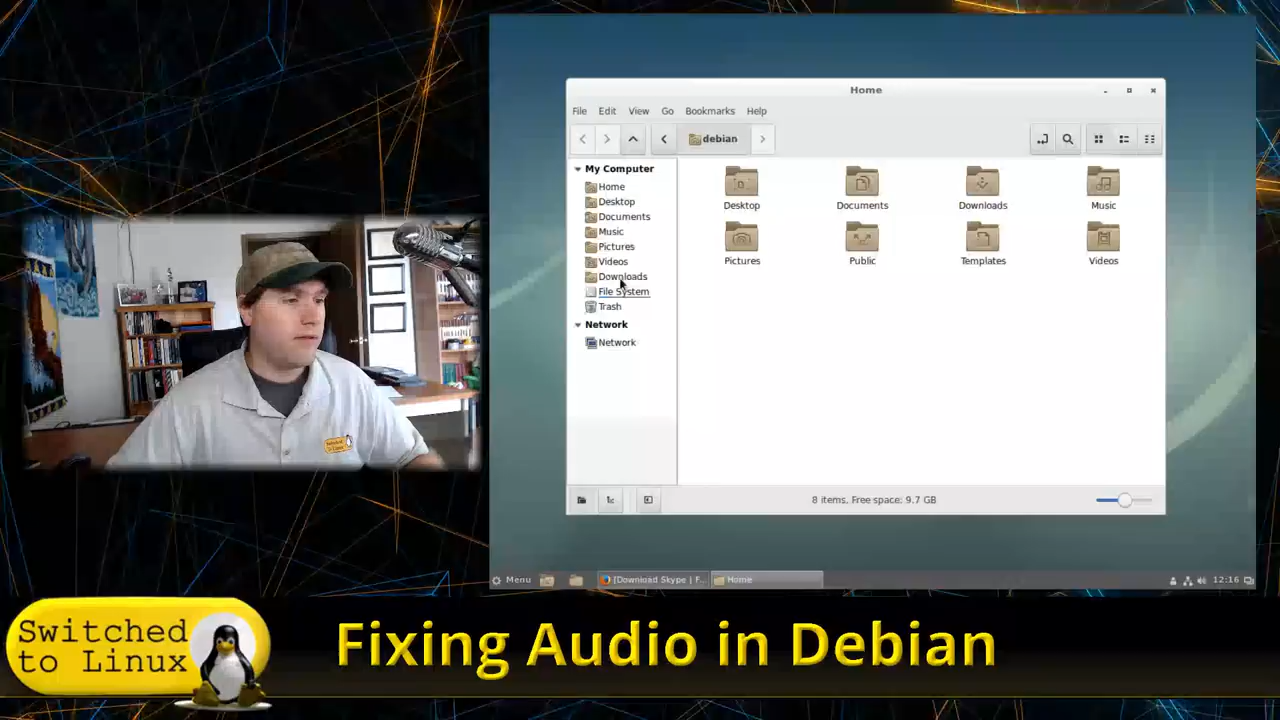 Home
File Edit View Go Bookmarks Help
debian
My Computer
Home
Desktop
Documents
Music
Pictures
Videos
Downloads
File System
Trash
Network
Network
Desktop
Documents
Downloads
Music
Pictures
Public
Templates
Videos
8 items, Free space: 9.7 GB
Menu
[Download Skype | F...
Home
12:16
Switched
to Linux
Fixing Audio in Debian